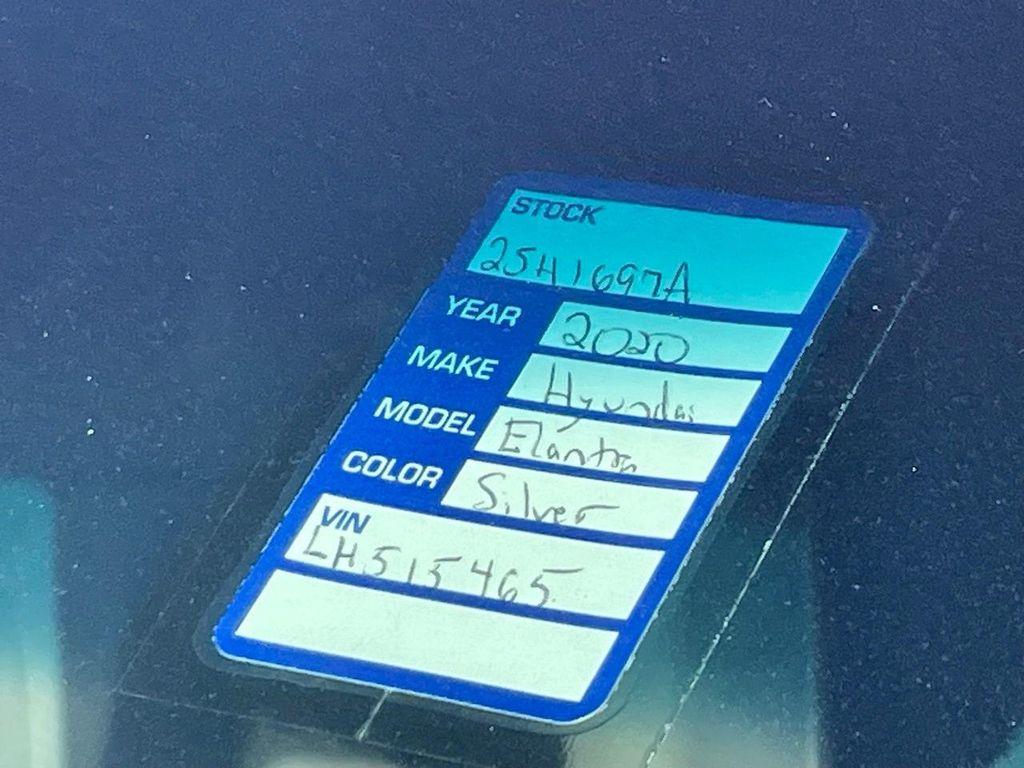 STOCK
25H1697A
YEAR 2020
MAKE Hyundai
MODEL Elantra
COLOR Silver
VIN
LH515465